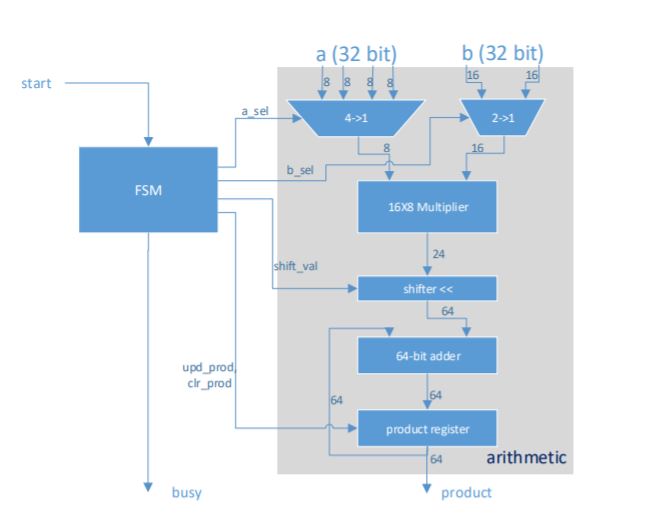 a (32 bit)
b (32 bit)
start
8
8
8
8
16
16
a_sel
4->1
2->1
8
16
b_sel
FSM
16X8 Multiplier
24
shift_val
shifter <<
64
64-bit adder
upd_prod,
clr_prod
64
64
product register
64
arithmetic
busy
product